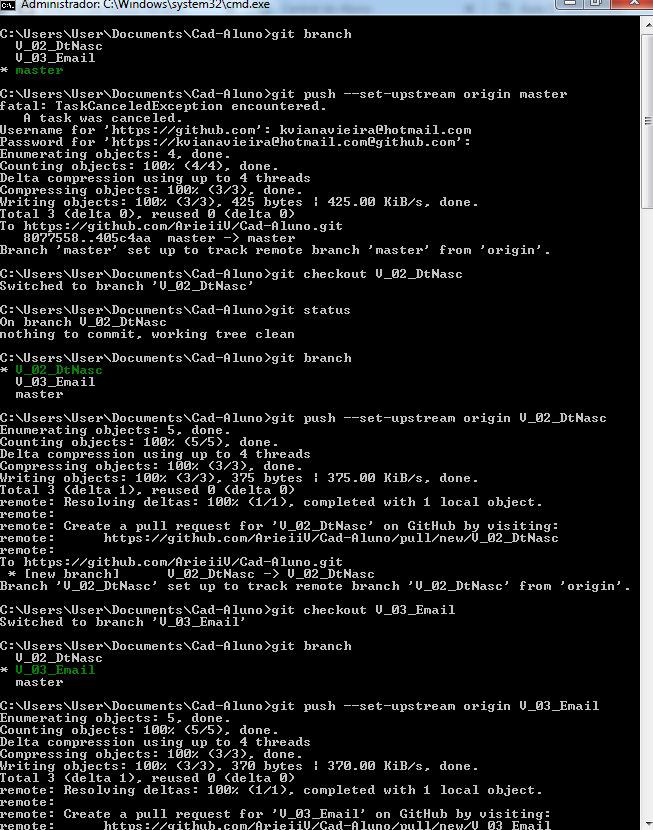 Administrador: C:\Windows\system32\cmd.exe
C:\Users\User\Documents\Cad-Aluno>git branch
V_02_DtNasc
V_03_Email
* master
C:\Users\User\Documents\Cad-Aluno>git push --set-upstream origin master
fatal: TaskCanceledException encountered.
A task was canceled.
Username for 'https://github.com': kvianavieira@hotmail.com
Password for 'https://kvianavieira@hotmail.com@github.com':
Enumerating objects: 4, done.
Counting objects: 100% (4/4), done.
Delta compression using up to 4 threads
Compressing objects: 100% (3/3), done.
Writing objects: 100% (3/3), 425 bytes | 425.00 KiB/s, done.
Total 3 (delta 0), reused 0 (delta 0)
To https://github.com/ArieiiV/Cad-Aluno.git
8077558..405c4aa  master -> master
Branch 'master' set up to track remote branch 'master' from 'origin'.
C:\Users\User\Documents\Cad-Aluno>git checkout V_02_DtNasc
Switched to branch 'V_02_DtNasc'
C:\Users\User\Documents\Cad-Aluno>git status
On branch V_02_DtNasc
nothing to commit, working tree clean
C:\Users\User\Documents\Cad-Aluno>git branch
* V_02_DtNasc
V_03_Email
master
C:\Users\User\Documents\Cad-Aluno>git push --set-upstream origin V_02_DtNasc
Enumerating objects: 5, done.
Counting objects: 100% (5/5), done.
Delta compression using up to 4 threads
Compressing objects: 100% (3/3), done.
Writing objects: 100% (3/3), 375 bytes | 375.00 KiB/s, done.
Total 3 (delta 1), reused 0 (delta 0)
remote: Resolving deltas: 100% (1/1), completed with 1 local object.
remote:
remote: Create a pull request for 'V_02_DtNasc' on GitHub by visiting:
remote:      https://github.com/ArieiiV/Cad-Aluno/pull/new/V_02_DtNasc
remote:
To https://github.com/ArieiiV/Cad-Aluno.git
* [new branch]      V_02_DtNasc -> V_02_DtNasc
Branch 'V_02_DtNasc' set up to track remote branch 'V_02_DtNasc' from 'origin'.
C:\Users\User\Documents\Cad-Aluno>git checkout V_03_Email
Switched to branch 'V_03_Email'
C:\Users\User\Documents\Cad-Aluno>git branch
V_02_DtNasc
* V_03_Email
master
C:\Users\User\Documents\Cad-Aluno>git push --set-upstream origin V_03_Email
Enumerating objects: 5, done.
Counting objects: 100% (5/5), done.
Delta compression using up to 4 threads
Compressing objects: 100% (3/3), done.
Writing objects: 100% (3/3), 370 bytes | 370.00 KiB/s, done.
Total 3 (delta 1), reused 0 (delta 0)
remote: Resolving deltas: 100% (1/1), completed with 1 local object.
remote:
remote: Create a pull request for 'V_03_Email' on GitHub by visiting:
remote:      https://github.com/ArieiiV/Cad-Aluno/pull/new/V_03_Email